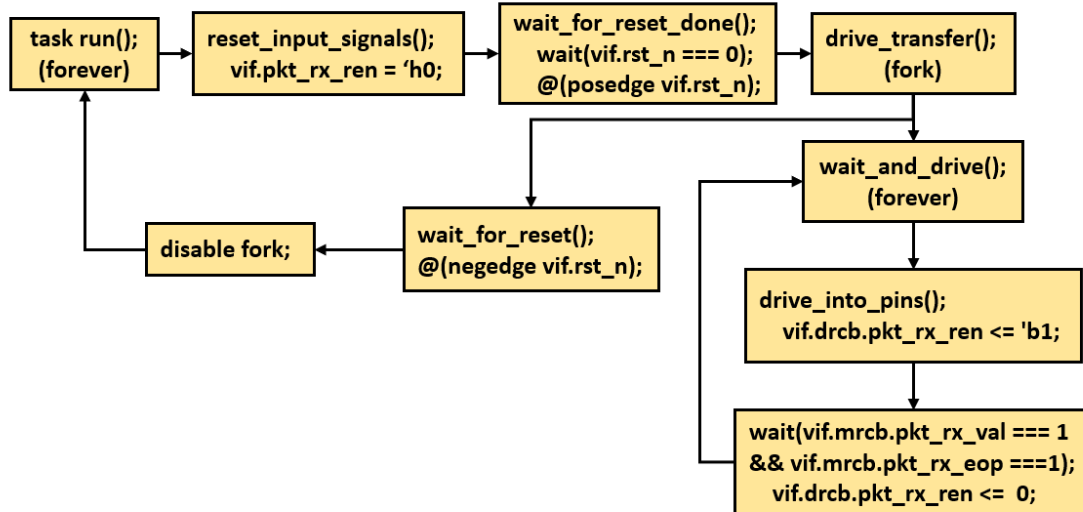 task run();
(forever)
reset_input_signals();
vif.pkt_rx_ren = ‘h0;
wait_for_reset_done();
wait(vif.rst_n === 0);
@(posedge vif.rst_n);
drive_transfer();
(fork)
wait_and_drive();
(forever)
disable fork;
wait_for_reset();
@(negedge vif.rst_n);
drive_into_pins();
vif.drcb.pkt_rx_ren <= 'b1;
wait(vif.mrcb.pkt_rx_val === 1
&& vif.mrcb.pkt_rx_eop ===1);
vif.drcb.pkt_rx_ren <= 0;